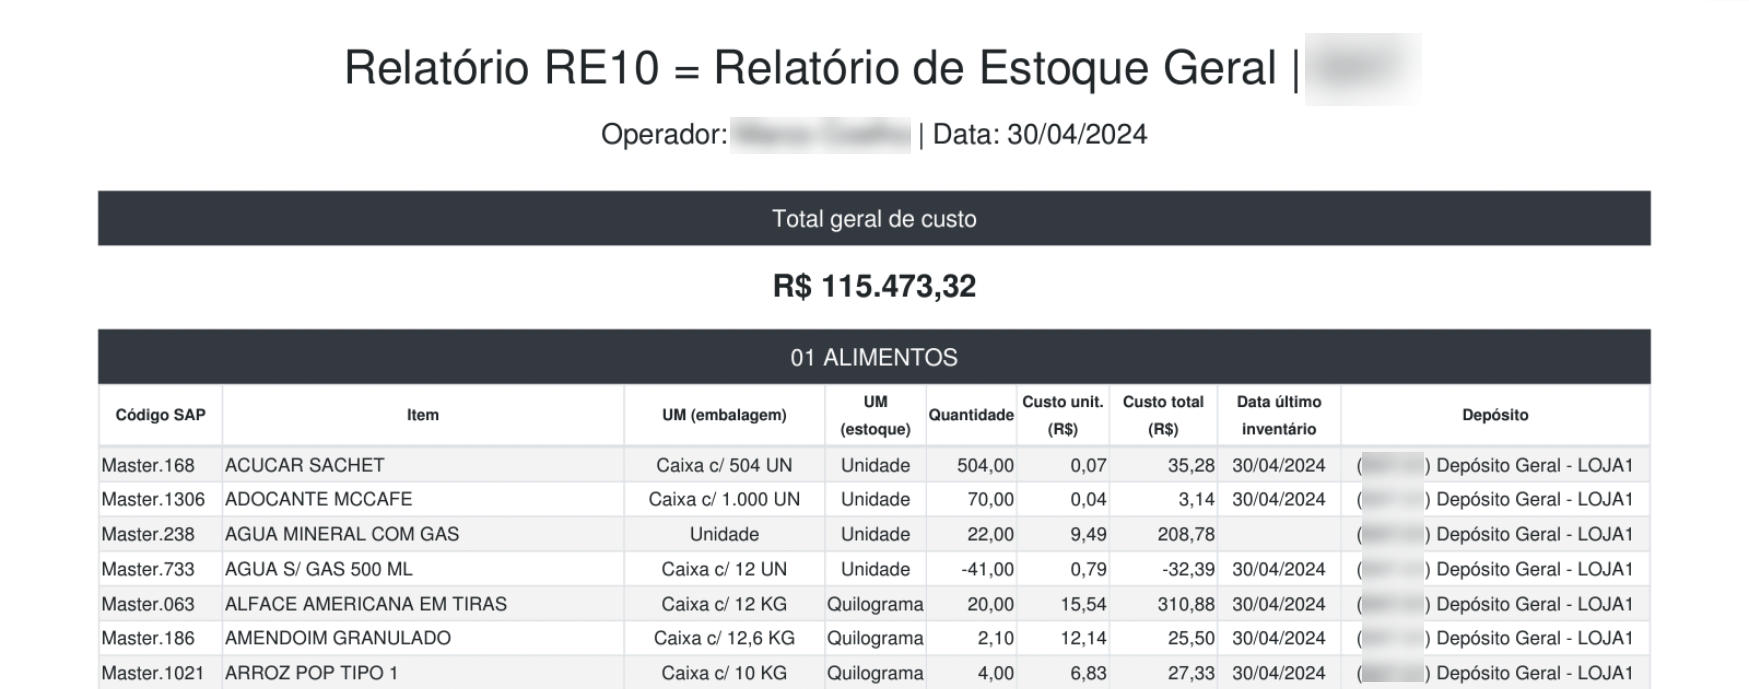 Relatório RE10 = Relatório de Estoque Geral |
Operador: | Data: 30/04/2024
Total geral de custo
R$ 115.473,32
01 ALIMENTOS
Código SAP Item UM (embalagem) UM (estoque) Quantidade Custo unit. (R$) Custo total (R$) Data último inventário Depósito
Master.168 ACUCAR SACHET Caixa c/ 504 UN Unidade 504,00 0,07 35,28 30/04/2024 ( ) Depósito Geral - LOJA1
Master.1306 ADOCANTE MCCAFE Caixa c/ 1.000 UN Unidade 70,00 0,04 3,14 30/04/2024 ( ) Depósito Geral - LOJA1
Master.238 AGUA MINERAL COM GAS Unidade Unidade 22,00 9,49 208,78 ( ) Depósito Geral - LOJA1
Master.733 AGUA S/ GAS 500 ML Caixa c/ 12 UN Unidade -41,00 0,79 -32,39 30/04/2024 ( ) Depósito Geral - LOJA1
Master.063 ALFACE AMERICANA EM TIRAS Caixa c/ 12 KG Quilograma 20,00 15,54 310,88 30/04/2024 ( ) Depósito Geral - LOJA1
Master.186 AMENDOIM GRANULADO Caixa c/ 12,6 KG Quilograma 2,10 12,14 25,50 30/04/2024 ( ) Depósito Geral - LOJA1
Master.1021 ARROZ POP TIPO 1 Caixa c/ 10 KG Quilograma 4,00 6,83 27,33 30/04/2024 ( ) Depósito Geral - LOJA1